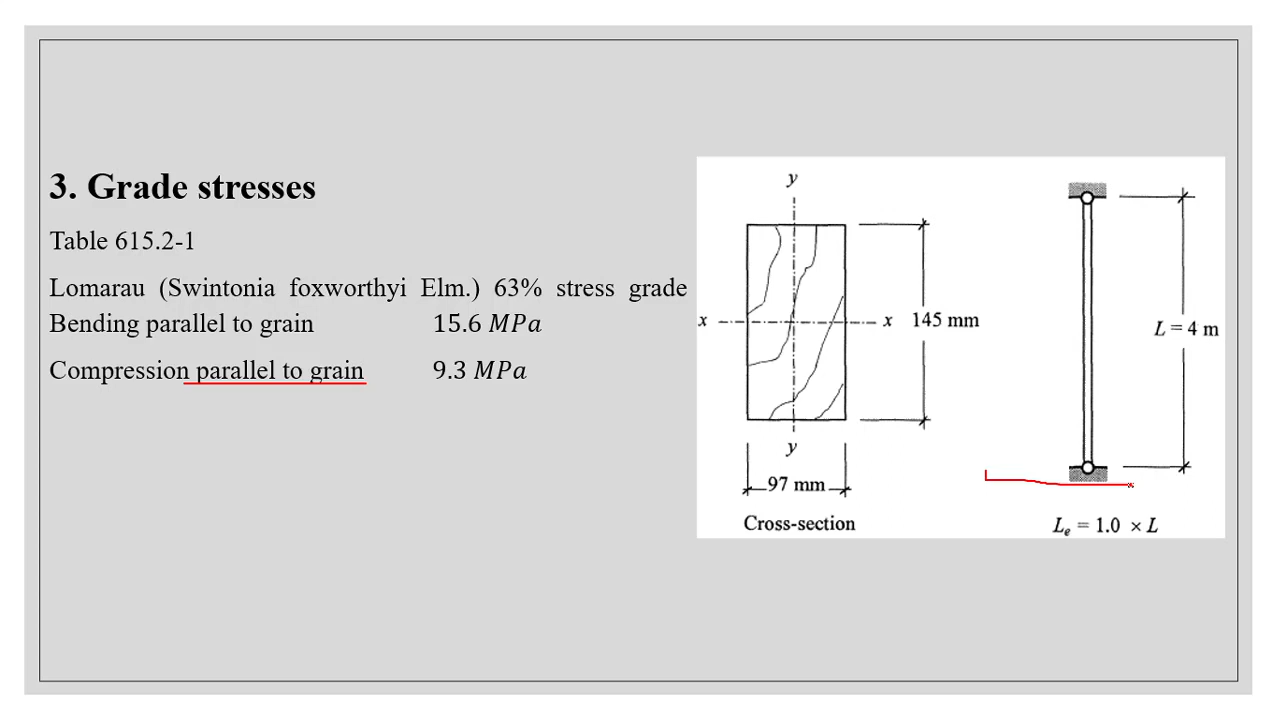 3. Grade stresses
Table 615.2-1
Lomarau (Swintonia foxworthyi Elm.) 63% stress grade
Bending parallel to grain 15.6 MPa
Compression parallel to grain 9.3 MPa
y
x
x
145 mm
y
97 mm
Cross-section
L = 4 m
Lₑ = 1.0 × L